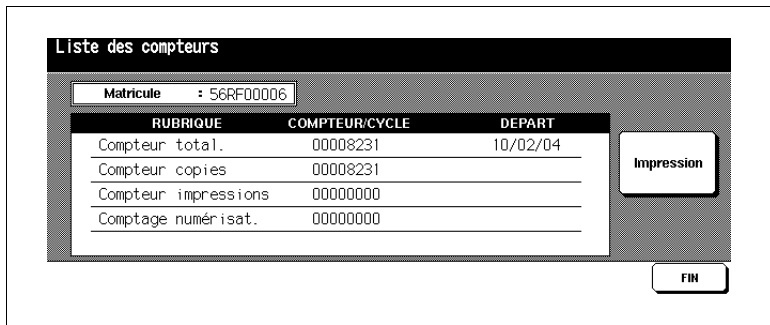 Liste des compteurs
Matricule : 56RF00006
RUBRIQUE COMPTEUR/CYCLE DEPART
Compteur total. 00008231 10/02/04
Compteur copies 00008231
Impression
Compteur impressions 00000000
Comptage numérisat. 00000000
FIN